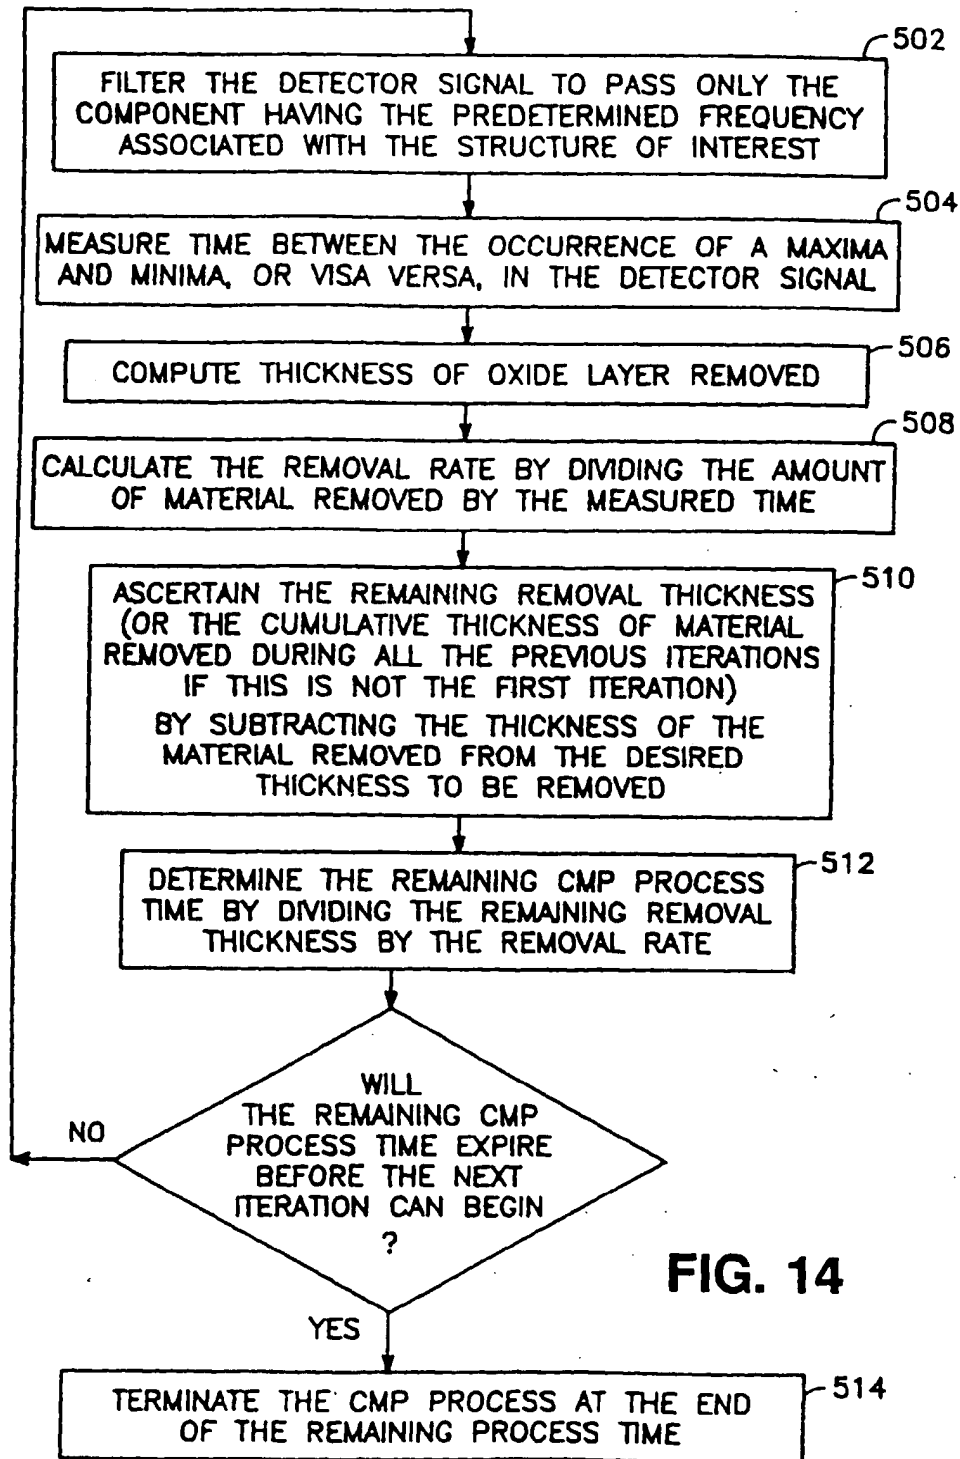 502
FILTER THE DETECTOR SIGNAL TO PASS ONLY THE
COMPONENT HAVING THE PREDETERMINED FREQUENCY
ASSOCIATED WITH THE STRUCTURE OF INTEREST
504
MEASURE TIME BETWEEN THE OCCURRENCE OF A MAXIMA
AND MINIMA, OR VISA VERSA, IN THE DETECTOR SIGNAL
506
COMPUTE THICKNESS OF OXIDE LAYER REMOVED
508
CALCULATE THE REMOVAL RATE BY DIVIDING THE AMOUNT
OF MATERIAL REMOVED BY THE MEASURED TIME
510
ASCERTAIN THE REMAINING REMOVAL THICKNESS
(OR THE CUMULATIVE THICKNESS OF MATERIAL
REMOVED DURING ALL THE PREVIOUS ITERATIONS
IF THIS IS NOT THE FIRST ITERATION)
BY SUBTRACTING THE THICKNESS OF THE
MATERIAL REMOVED FROM THE DESIRED
THICKNESS TO BE REMOVED
512
DETERMINE THE REMAINING CMP PROCESS
TIME BY DIVIDING THE REMAINING REMOVAL
THICKNESS BY THE REMOVAL RATE
WILL
THE REMAINING CMP
PROCESS TIME EXPIRE
BEFORE THE NEXT
ITERATION CAN BEGIN
?
NO
FIG. 14
YES
514
TERMINATE THE CMP PROCESS AT THE END
OF THE REMAINING PROCESS TIME